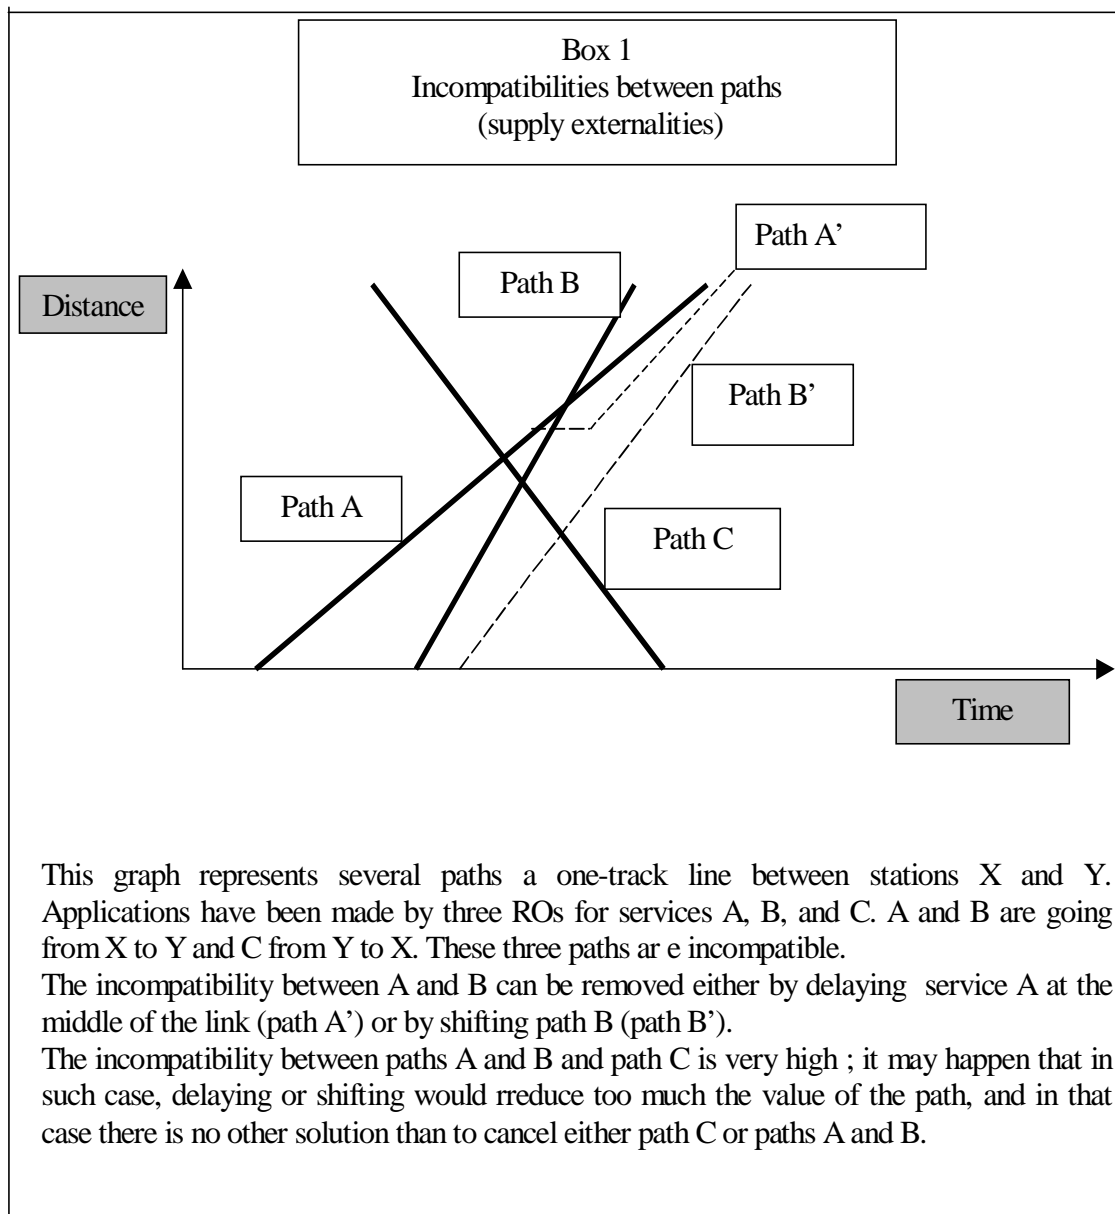 Box 1
Incompatibilities between paths
(supply externalities)
Path A’
Path B
Distance
Path B’
Path A
Path C
Time
This graph represents several paths a one-track line between stations X and Y.
Applications have been made by three ROs for services A, B, and C. A and B are going
from X to Y and C from Y to X. These three paths ar e incompatible.
The incompatibility between A and B can be removed either by delaying service A at the
middle of the link (path A’) or by shifting path B (path B’).
The incompatibility between paths A and B and path C is very high ; it may happen that in
such case, delaying or shifting would rreduce too much the value of the path, and in that
case there is no other solution than to cancel either path C or paths A and B.